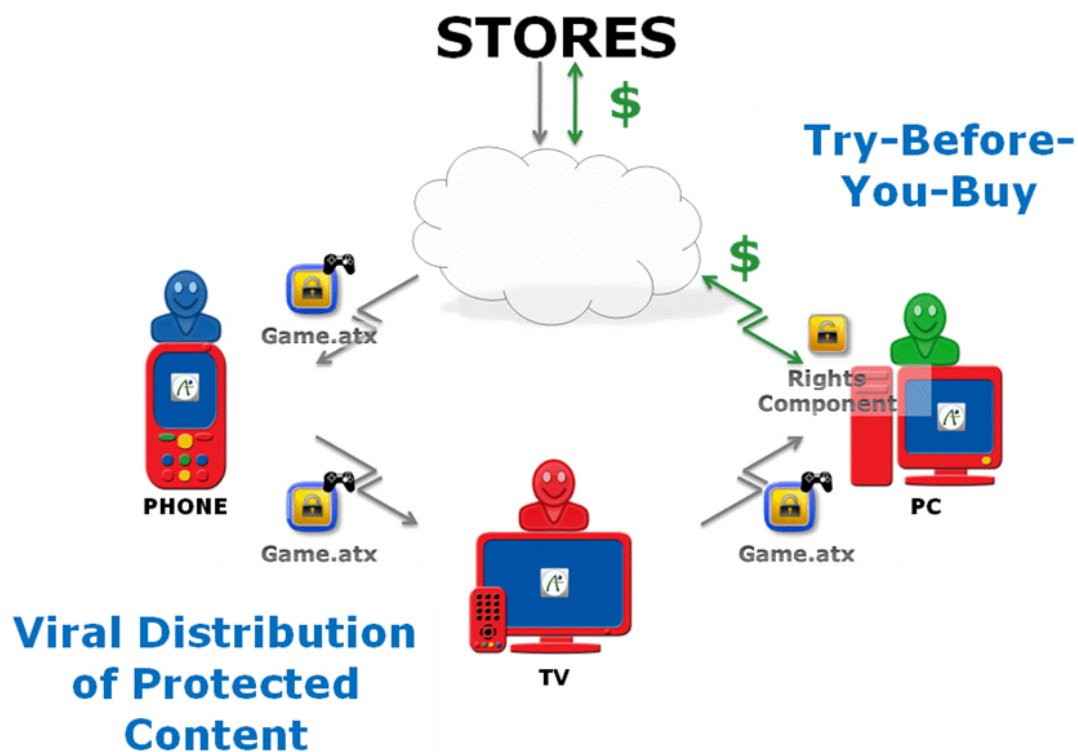 STORES
$
Try-Before-
You-Buy
$
Game.atx
Rights
Component
PHONE
PC
Game.atx
Game.atx
TV
Viral Distribution
of Protected
Content